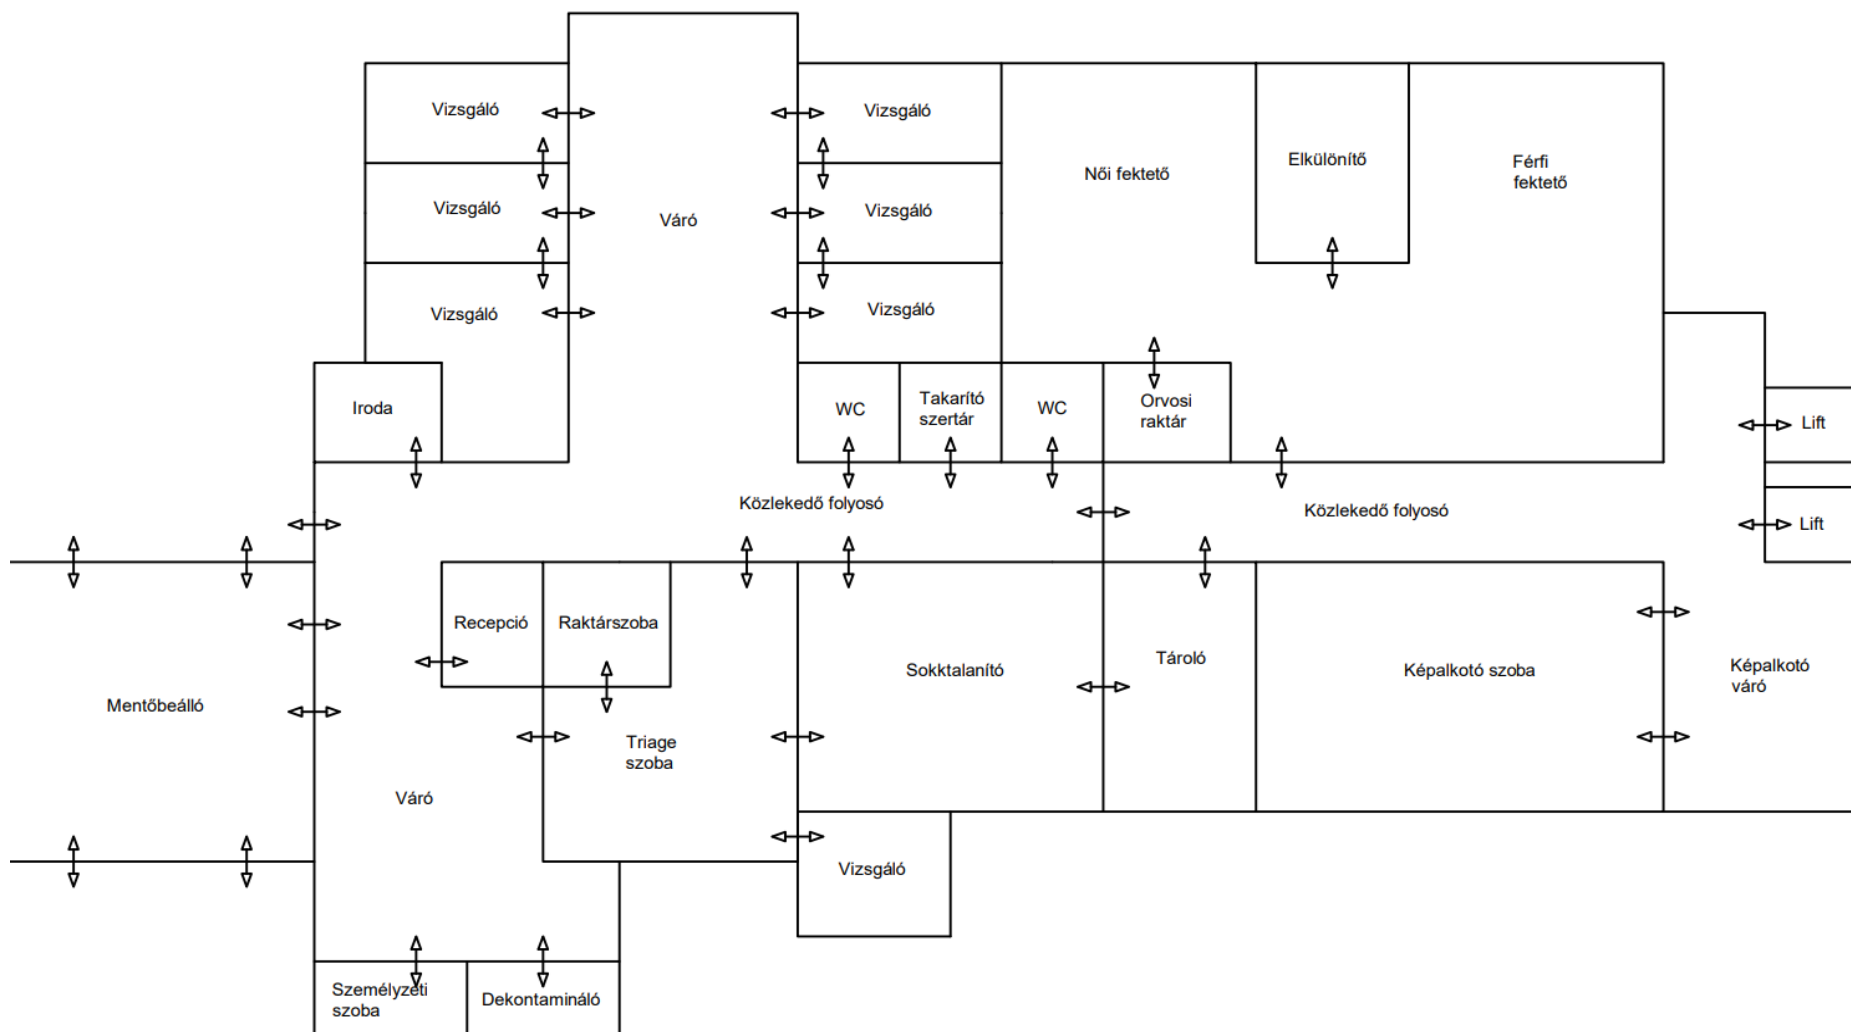 Vizsgáló
Vizsgáló
Vizsgáló
Vizsgáló
Váró
Vizsgáló
Vizsgáló
Női fektető
Elkülönítő
Férfi
fektető
Iroda
WC
Takarító
szertár
WC
Orvosi
raktár
Lift
Lift
Közlekedő folyosó
Közlekedő folyosó
Mentőbeálló
Recepció
Raktárszoba
Triage
szoba
Váró
Sokktalanító
Tároló
Képalkotó szoba
Képalkotó
váró
Vizsgáló
Személyzeti
szoba
Dekontamináló